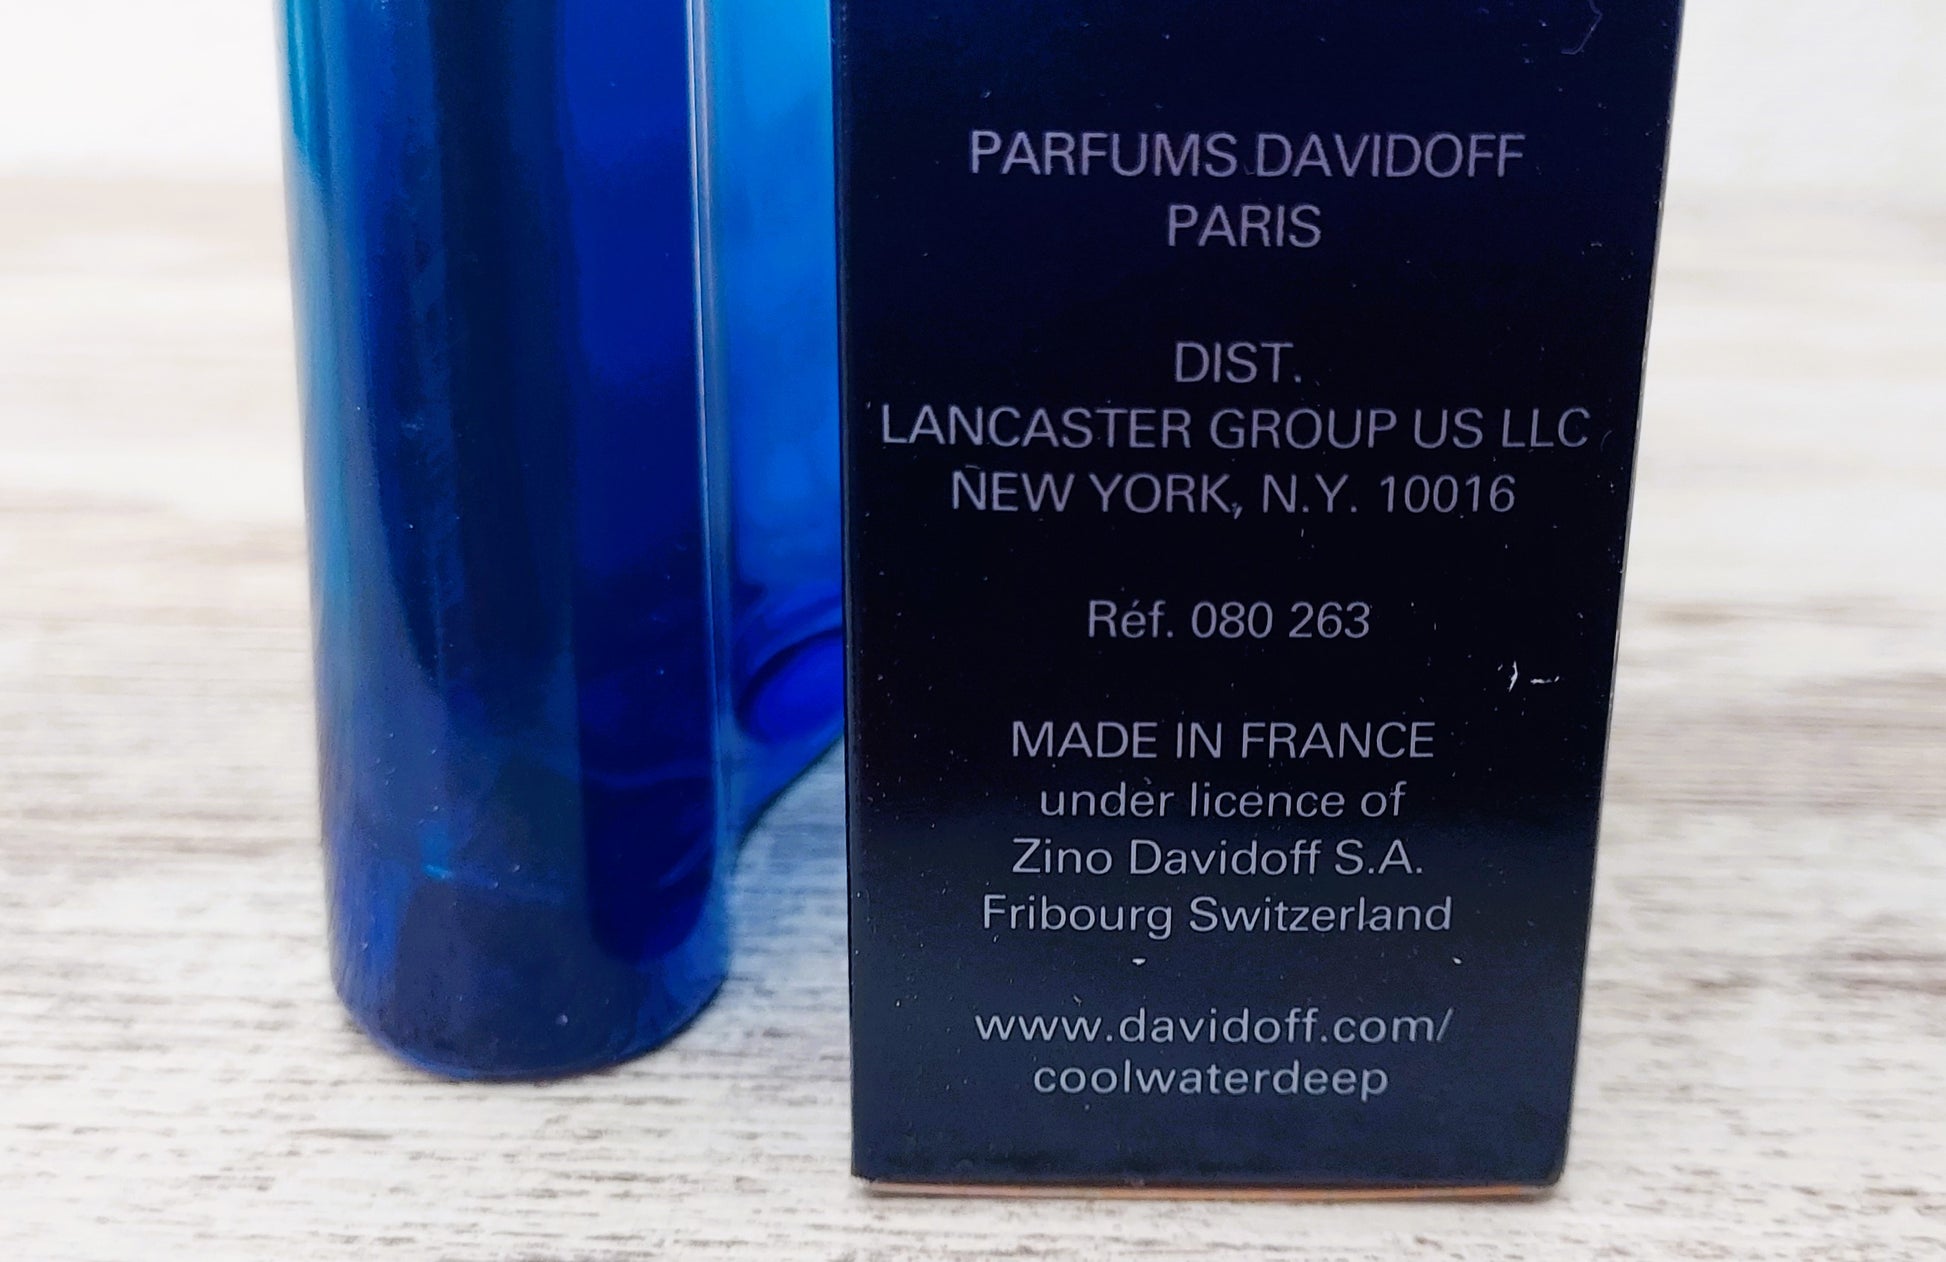 PARFUMS DAVIDOFF
PARIS
DIST.
LANCASTER GROUP US LLC
NEW YORK, N.Y. 10016
Réf. 080 263
MADE IN FRANCE
under licence of
Zino Davidoff S.A.
Fribourg Switzerland
www.davidoff.com/
coolwaterdeep